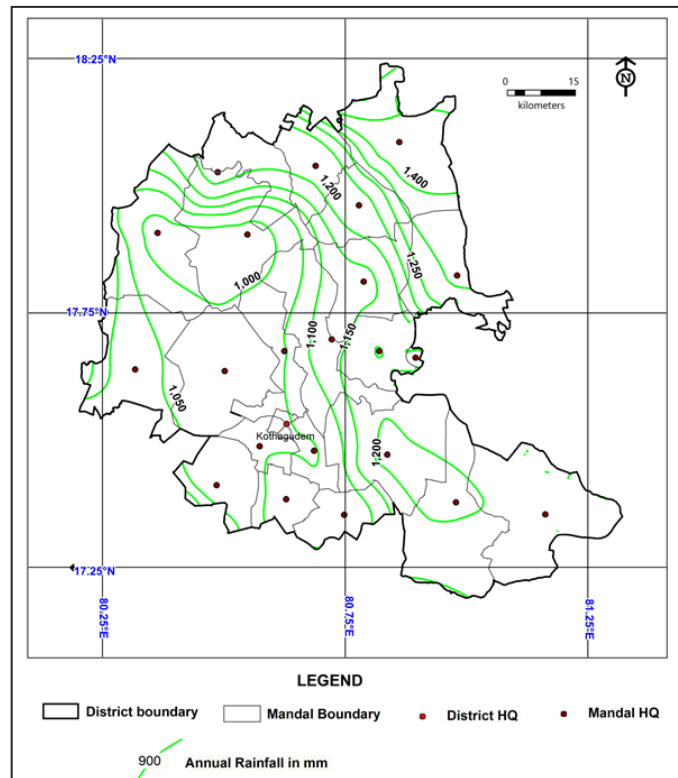 18.25°N
0 15
kilometers
N
1,400
1,200
1,250
1,000
17.75°N
1,100
1,150
1,050
Kothagudem
1,200
17.25°N
80.25°E
80.75°E
81.25°E
LEGEND
District boundary Mandal Boundary District HQ Mandal HQ
900 Annual Rainfall in mm